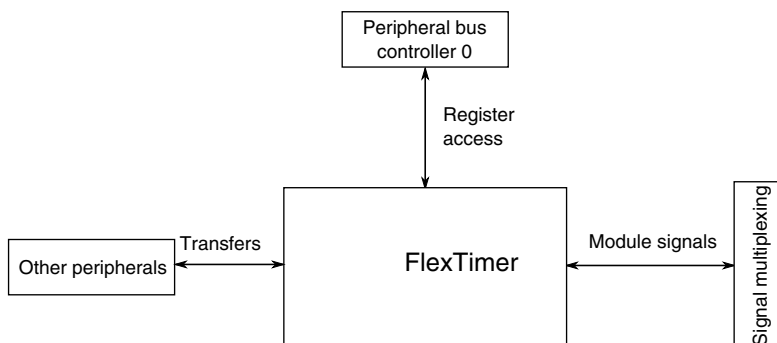 Peripheral bus
controller 0
Register
access
Transfers
Other peripherals
FlexTimer
Module signals
Signal multiplexing